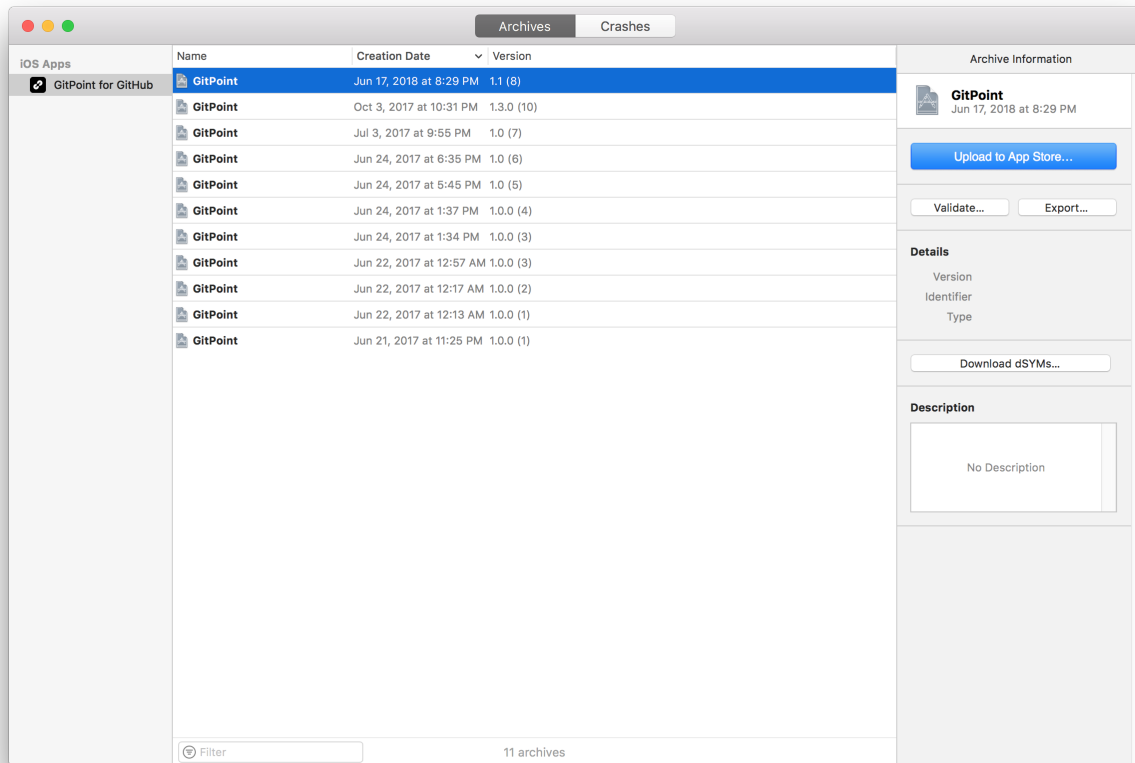 Archives Crashes
iOS Apps
GitPoint for GitHub
Name Creation Date Version
GitPoint Jun 17, 2018 at 8:29 PM 1.1 (8)
GitPoint Oct 3, 2017 at 10:31 PM 1.3.0 (10)
GitPoint Jul 3, 2017 at 9:55 PM 1.0 (7)
GitPoint Jun 24, 2017 at 6:35 PM 1.0 (6)
GitPoint Jun 24, 2017 at 5:45 PM 1.0 (5)
GitPoint Jun 24, 2017 at 1:37 PM 1.0.0 (4)
GitPoint Jun 24, 2017 at 1:34 PM 1.0.0 (3)
GitPoint Jun 22, 2017 at 12:57 AM 1.0.0 (3)
GitPoint Jun 22, 2017 at 12:17 AM 1.0.0 (2)
GitPoint Jun 22, 2017 at 12:13 AM 1.0.0 (1)
GitPoint Jun 21, 2017 at 11:25 PM 1.0.0 (1)
Filter
11 archives
Archive Information
GitPoint
Jun 17, 2018 at 8:29 PM
Upload to App Store...
Validate... Export...
Details
Version
Identifier
Type
Download dSYMs...
Description
No Description